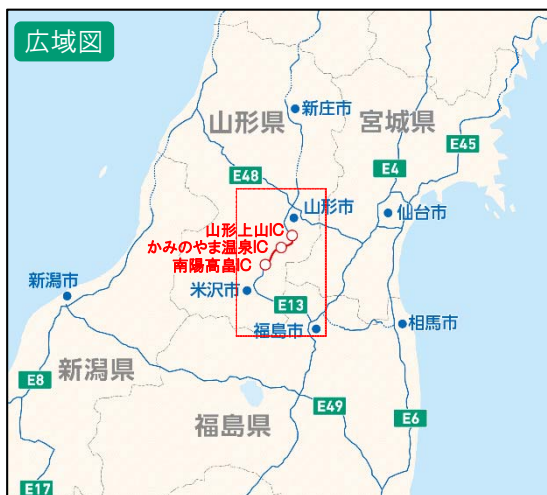 広域図
山形県
新庄市
宮城県
E45
E4
E48
山形市
仙台市
山形上山IC
かみのやま温泉IC
南陽高畠IC
新潟市
米沢市
E13
福島市
相馬市
新潟県
E8
E49
E6
福島県
E17